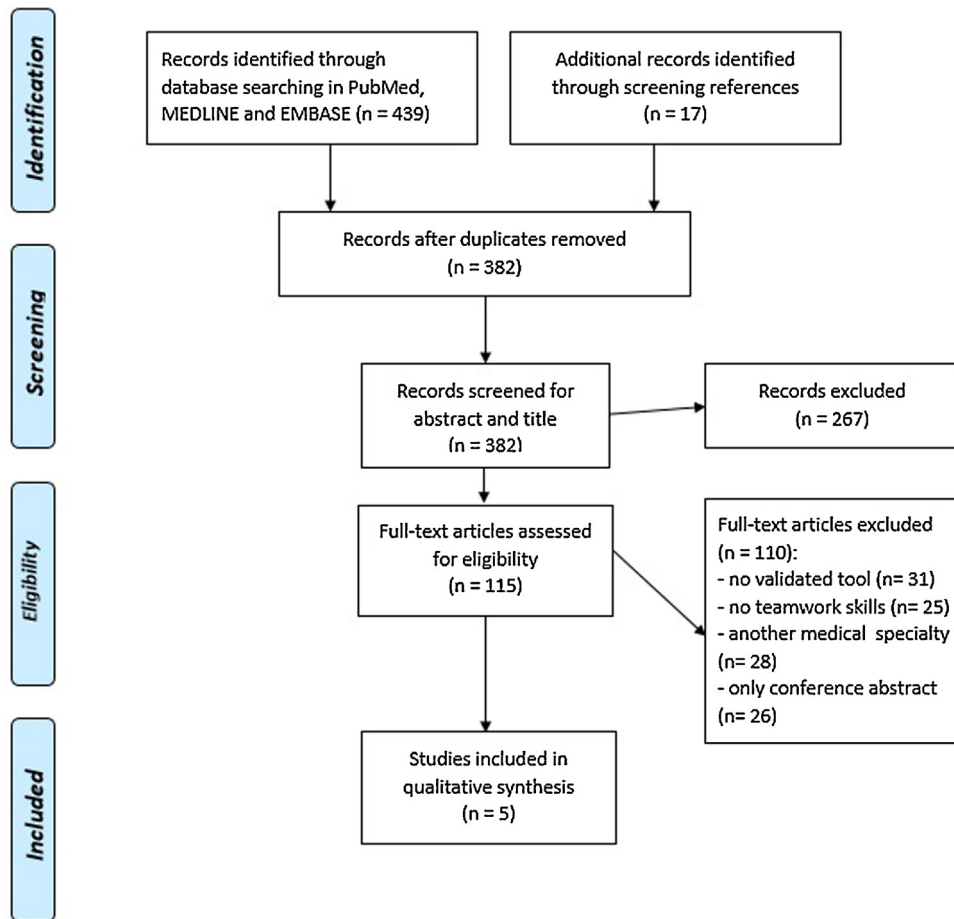 Identification
Records identified through
database searching in PubMed,
MEDLINE and EMBASE (n = 439)
Additional records identified
through screening references
(n = 17)
Records after duplicates removed
(n = 382)
Screening
Records screened for
abstract and title
(n = 382)
Records excluded
(n = 267)
Eligibility
Full-text articles assessed
for eligibility
(n = 115)
Full-text articles excluded
(n = 110):
- no validated tool (n= 31)
- no teamwork skills (n= 25)
- another medical specialty
(n= 28)
- only conference abstract
(n= 26)
Included
Studies included in
qualitative synthesis
(n = 5)